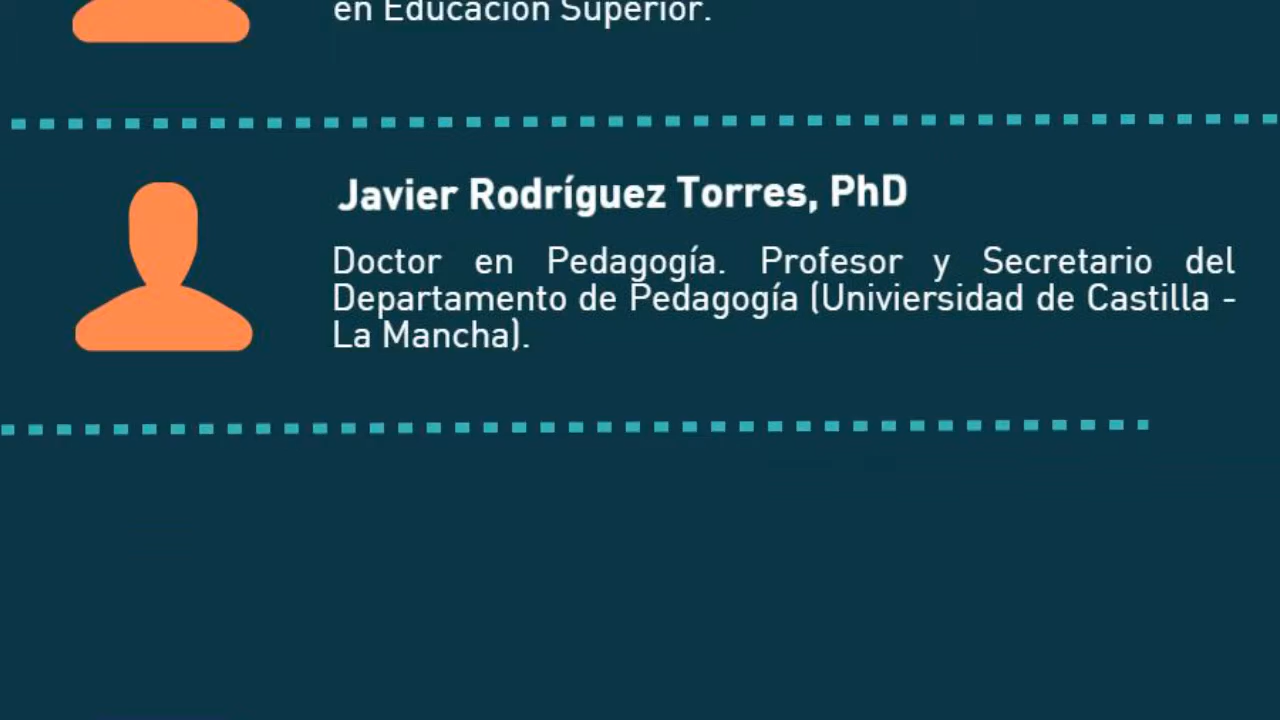 en Educación Superior.
Javier Rodríguez Torres, PhD
Doctor en Pedagogía. Profesor y Secretario del
Departamento de Pedagogía (Univiersidad de Castilla -
La Mancha).